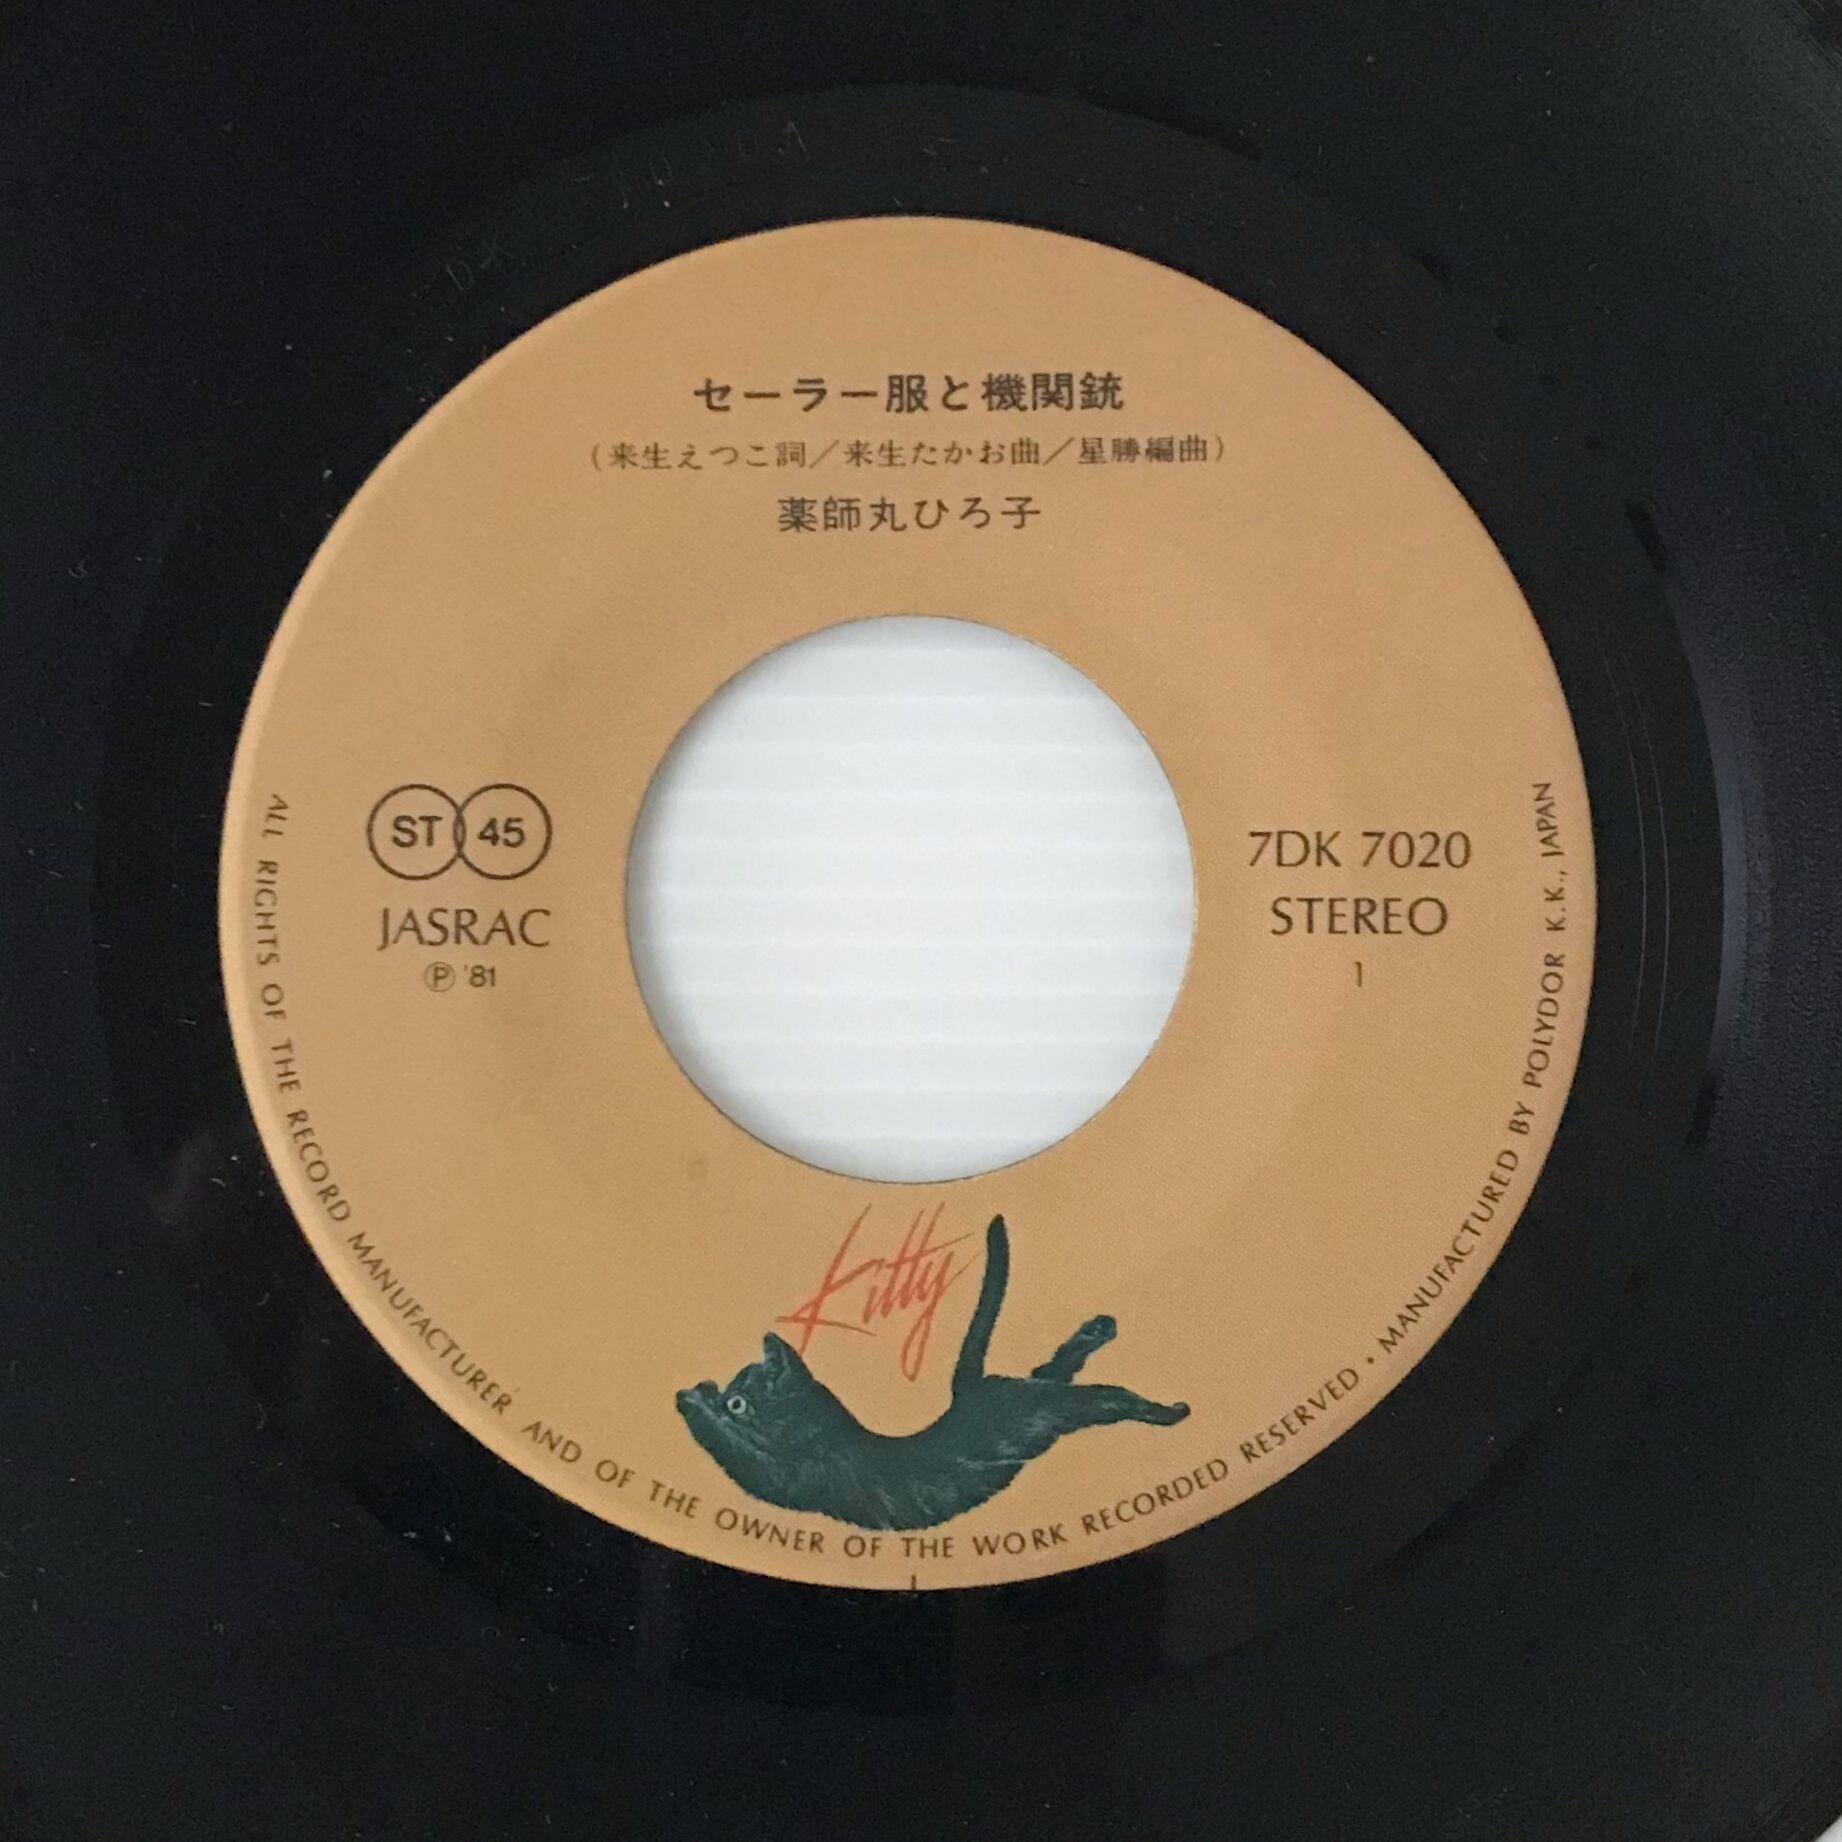 セーラー服と機関銃
(来生えつこ詞/来生たかお曲/星勝編曲)
薬師丸ひろ子
ST 45
JASRAC
Ⓟ '81
7DK 7020
STEREO
1
Kitty
ALL RIGHTS OF THE RECORD MANUFACTURER AND OF THE OWNER OF THE WORK RECORDED RESERVED • MANUFACTURED BY POLYDOR K.K., JAPAN